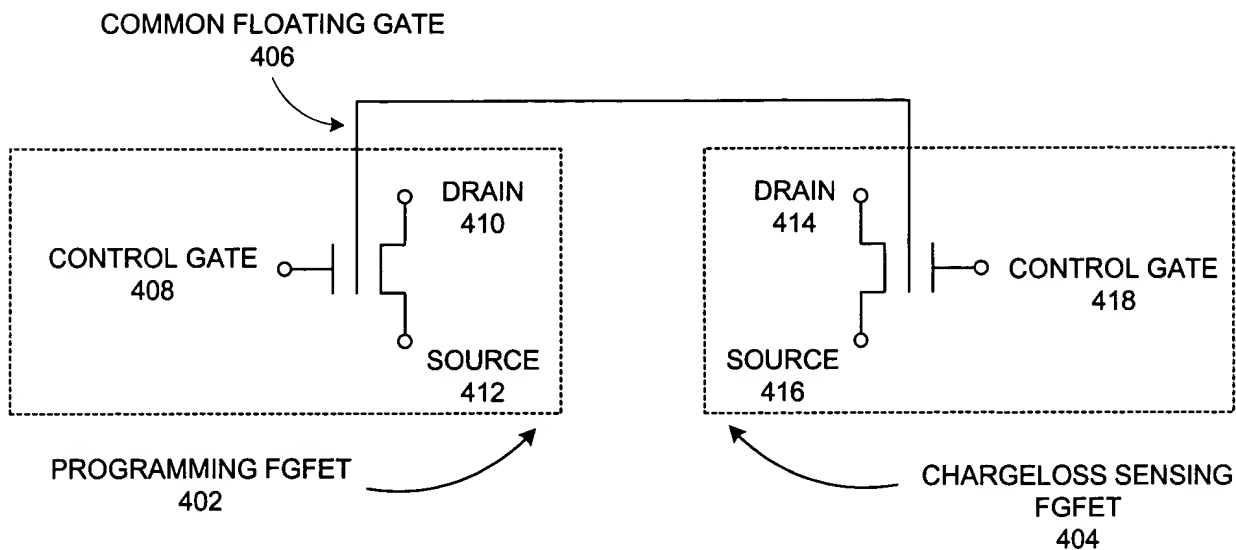 COMMON FLOATING GATE
406
DRAIN
410
CONTROL GATE
408
SOURCE
412
DRAIN
414
CONTROL GATE
418
SOURCE
416
PROGRAMMING FGFET
402
CHARGELOSS SENSING
FGFET
404